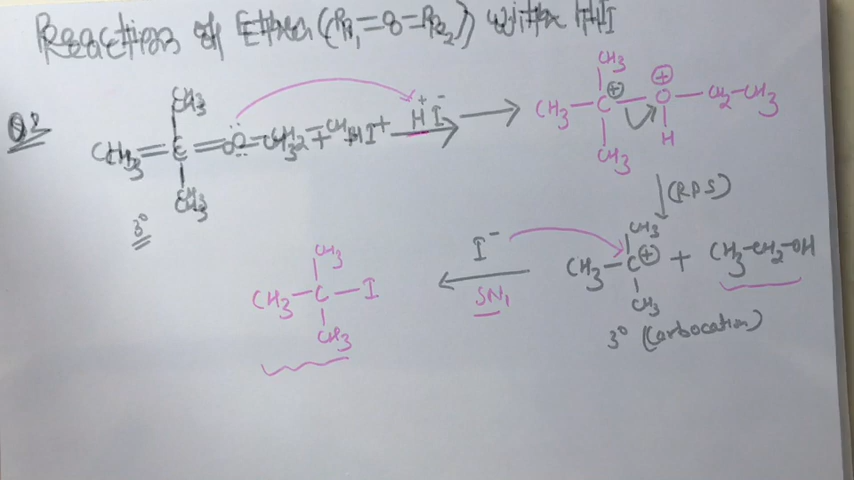 Reaction of Ether (R1-O-R2) with HI
Q2
CH3
CH3 C O CH2 CH3 + HI
CH3
3°
H+ I-
CH3
CH3-C⊕-O⊕-CH2-CH3
CH3 H
(RDS)
CH3
CH3-C⊕ + CH3-CH2-OH
CH3
3° (Carbocation)
I-
SN1
CH3
CH3-C-I
CH3